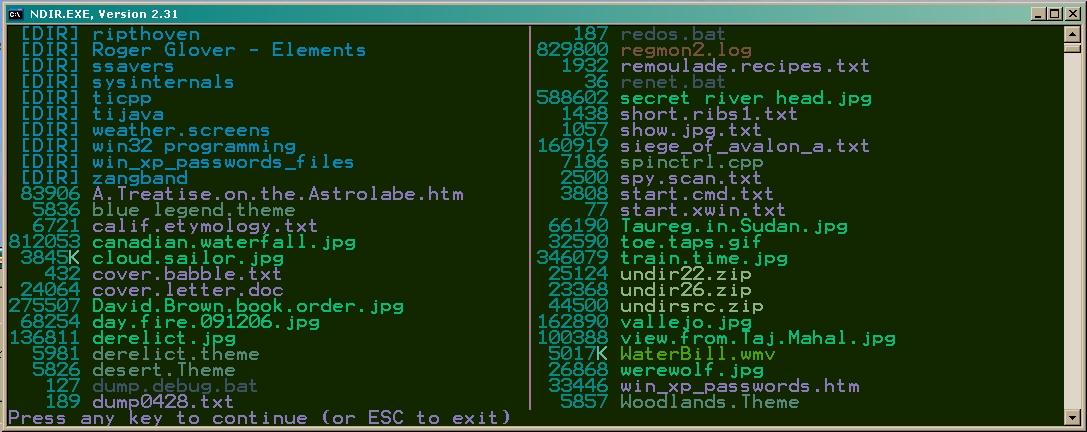 NDIR.EXE, Version 2.31
[DIR] ripthoven
[DIR] Roger Glover - Elements
[DIR] ssavers
[DIR] sysinternals
[DIR] ticpp
[DIR] tijava
[DIR] weather.screens
[DIR] win32 programming
[DIR] win_xp_passwords_files
[DIR] zangband
83906 A.Treatise.on.the.Astrolabe.htm
5836 blue legend.theme
6721 calif.etymology.txt
812053 canadian.waterfall.jpg
3845K cloud.sailor.jpg
432 cover.babble.txt
24064 cover.letter.doc
275507 David.Brown.book.order.jpg
68254 day.fire.091206.jpg
136811 derelict.jpg
5981 derelict.theme
5826 desert.Theme
127 dump.debug.bat
189 dump0428.txt
187 redos.bat
829800 regmon2.log
1932 remoulade.recipes.txt
36 renet.bat
588602 secret river head.jpg
1438 short.ribs1.txt
1057 show.jpg.txt
160919 siege_of_avalon_a.txt
7186 spinctrl.cpp
2500 spy.scan.txt
3808 start.cmd.txt
77 start.xwin.txt
66190 Taureg.in.Sudan.jpg
32590 toe.taps.gif
346079 train.time.jpg
25124 undir22.zip
23368 undir26.zip
44500 undirsrc.zip
162890 vallejo.jpg
100388 view.from.Taj.Mahal.jpg
5017K WaterBill.wmv
26868 werewolf.jpg
33446 win_xp_passwords.htm
5857 Woodlands.Theme
Press any key to continue (or ESC to exit)